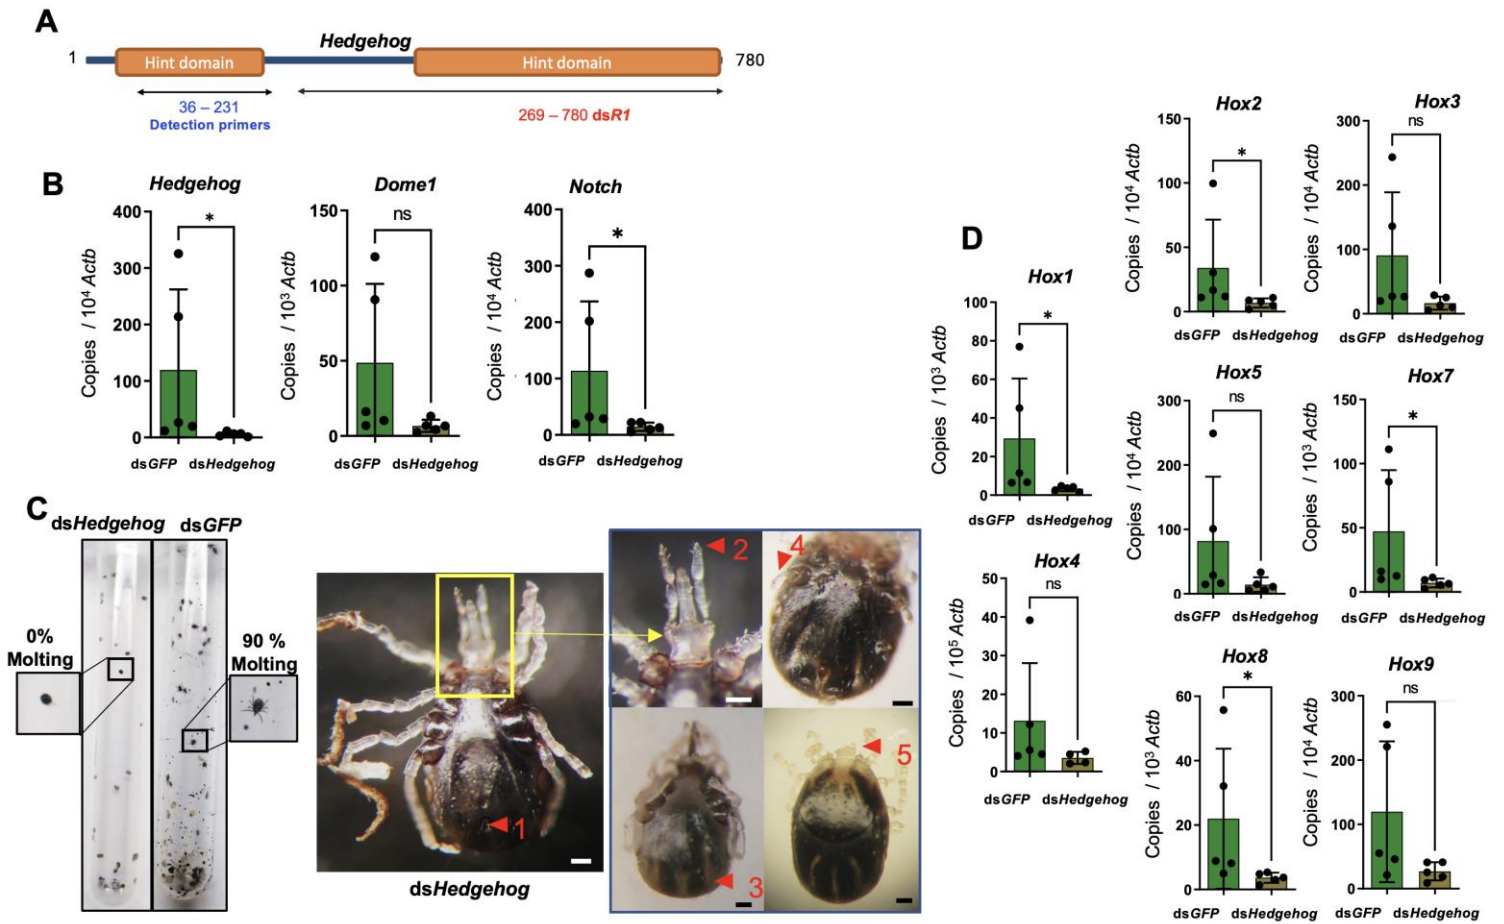 A
Hedgehog
1
Hint domain
Hint domain
780
36 – 231
Detection primers
269 – 780 dsR1
B
Hedgehog
Copies / 10⁴ Actb
400
300
200
100
0
*
dsGFP dsHedgehog
Dome1
Copies / 10³ Actb
150
100
50
0
ns
dsGFP dsHedgehog
Notch
Copies / 10⁴ Actb
400
300
200
100
0
*
dsGFP dsHedgehog
C
dsHedgehog dsGFP
0%
Molting
90 %
Molting
1
dsHedgehog
2
4
3
5
D
Hox1
Copies / 10³ Actb
100
80
60
40
20
0
*
dsGFP dsHedgehog
Hox2
Copies / 10⁴ Actb
150
100
50
0
*
dsGFP dsHedgehog
Hox3
Copies / 10⁴ Actb
300
200
100
0
ns
dsGFP dsHedgehog
Hox4
Copies / 10⁵ Actb
50
40
30
20
10
0
ns
dsGFP dsHedgehog
Hox5
Copies / 10⁴ Actb
300
200
100
0
ns
dsGFP dsHedgehog
Hox7
Copies / 10³ Actb
150
100
50
0
*
dsGFP dsHedgehog
Hox8
Copies / 10³ Actb
60
40
20
0
*
dsGFP dsHedgehog
Hox9
Copies / 10⁴ Actb
300
200
100
0
ns
dsGFP dsHedgehog